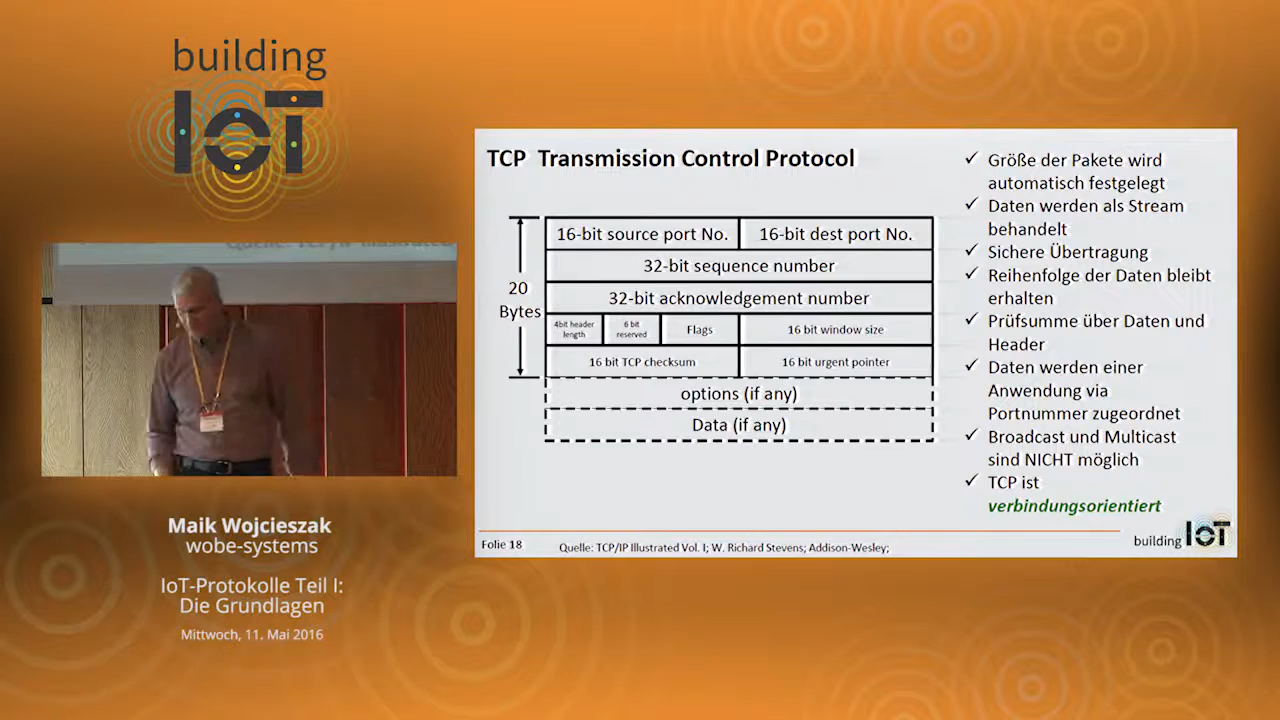 building
IoT
Maik Wojcieszak
wobe-systems
IoT-Protokolle Teil I:
Die Grundlagen
Mittwoch, 11. Mai 2016
TCP Transmission Control Protocol
20
Bytes
16-bit source port No.
16-bit dest port No.
32-bit sequence number
32-bit acknowledgement number
4bit header
length
6 bit
reserved
Flags
16 bit window size
16 bit TCP checksum
16 bit urgent pointer
options (if any)
Data (if any)
✓ Größe der Pakete wird
automatisch festgelegt
✓ Daten werden als Stream
behandelt
✓ Sichere Übertragung
✓ Reihenfolge der Daten bleibt
erhalten
✓ Prüfsumme über Daten und
Header
✓ Daten werden einer
Anwendung via
Portnummer zugeordnet
✓ Broadcast und Multicast
sind NICHT möglich
✓ TCP ist
verbindungsorientiert
Folie 18
Quelle: TCP/IP Illustrated Vol. I; W. Richard Stevens; Addison-Wesley;
building IoT